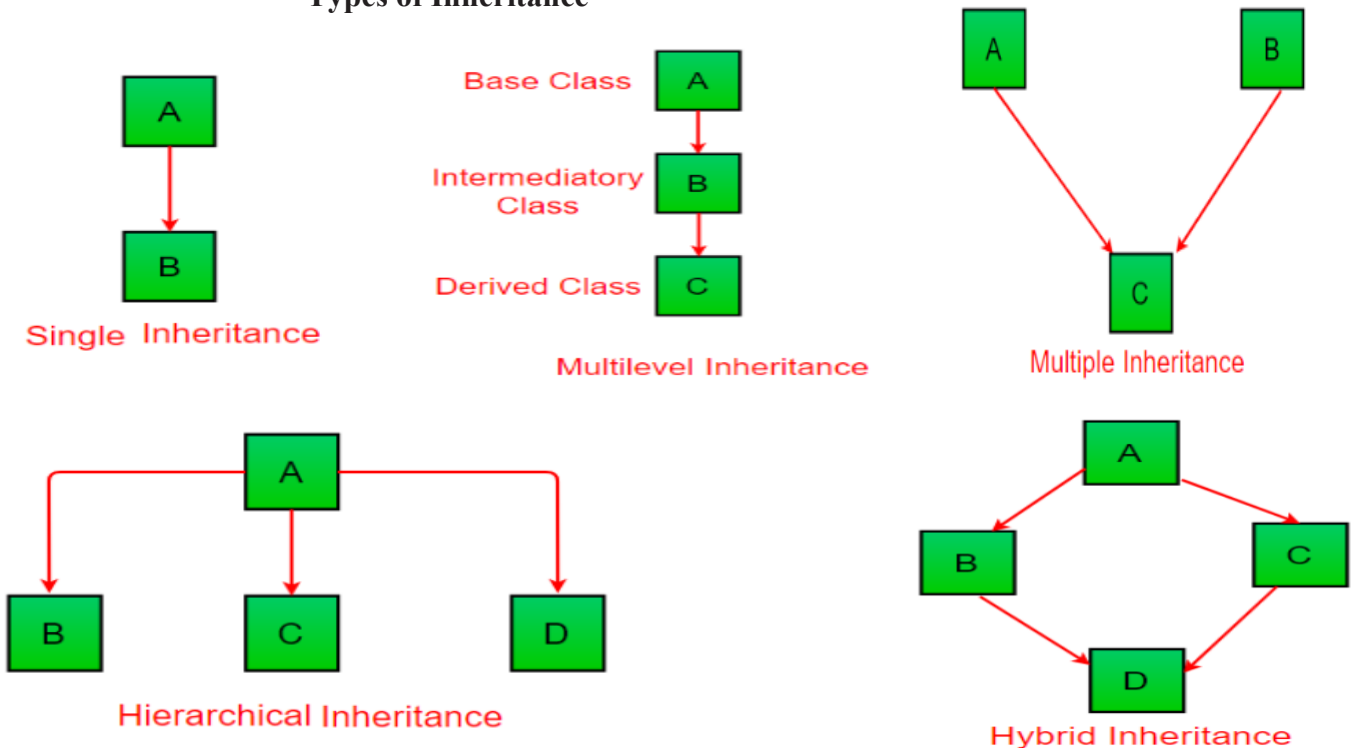 Types of Inheritance
A
B
Single Inheritance
Base Class
A
Intermediatory
Class
B
Derived Class
C
Multilevel Inheritance
A
B
C
Multiple Inheritance
A
B
C
D
Hierarchical Inheritance
A
B
C
D
Hybrid Inheritance